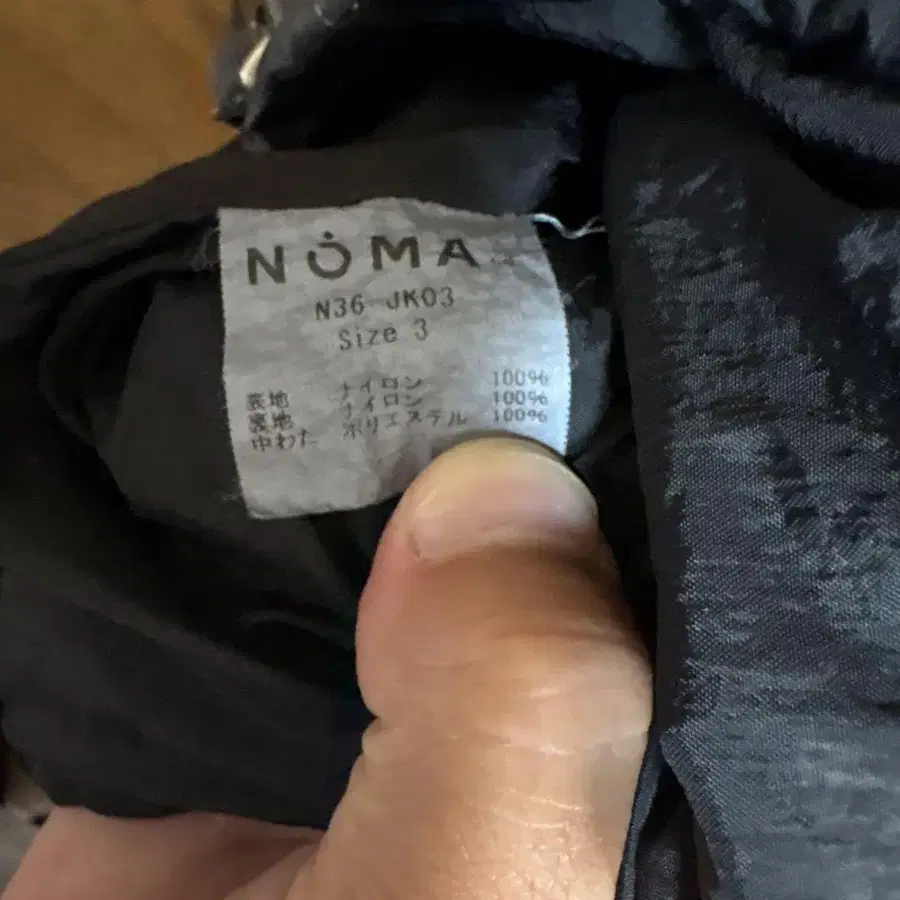 NOMA t.d.
N36-JK03
Size 3
表地 ナイロン 100%
裏地 ナイロン 100%
中わた ポリエステル 100%